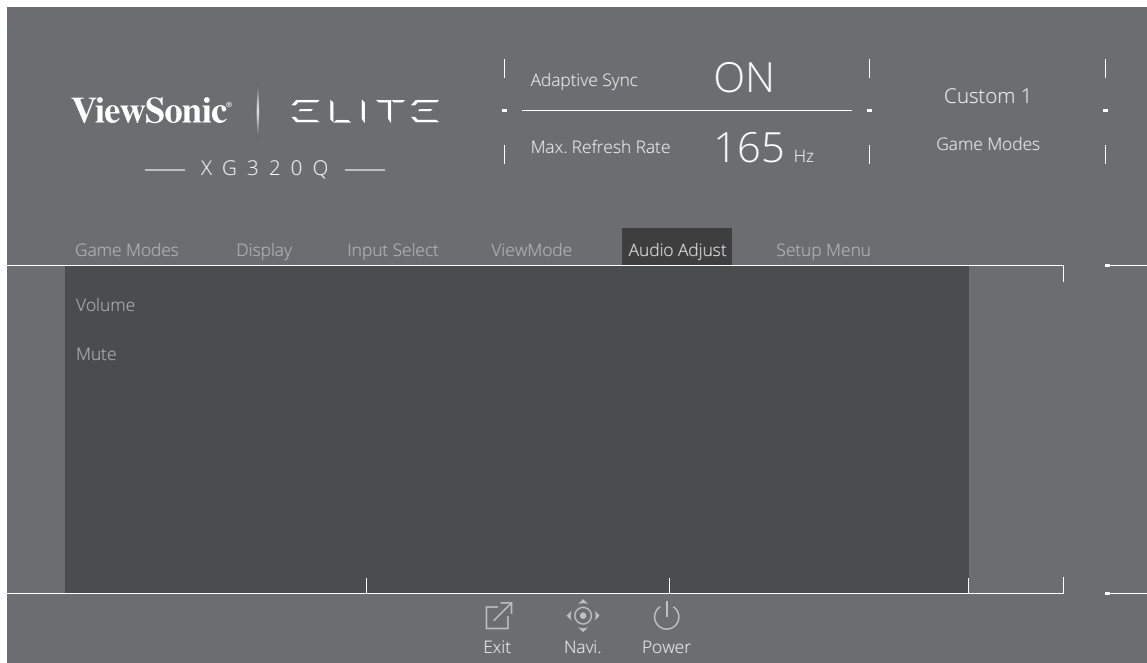 ViewSonic® ELITE
XG320Q
Adaptive Sync ON
Max. Refresh Rate 165 Hz
Custom 1
Game Modes
Game Modes Display Input Select ViewMode Audio Adjust Setup Menu
Volume
Mute
Exit Navi. Power